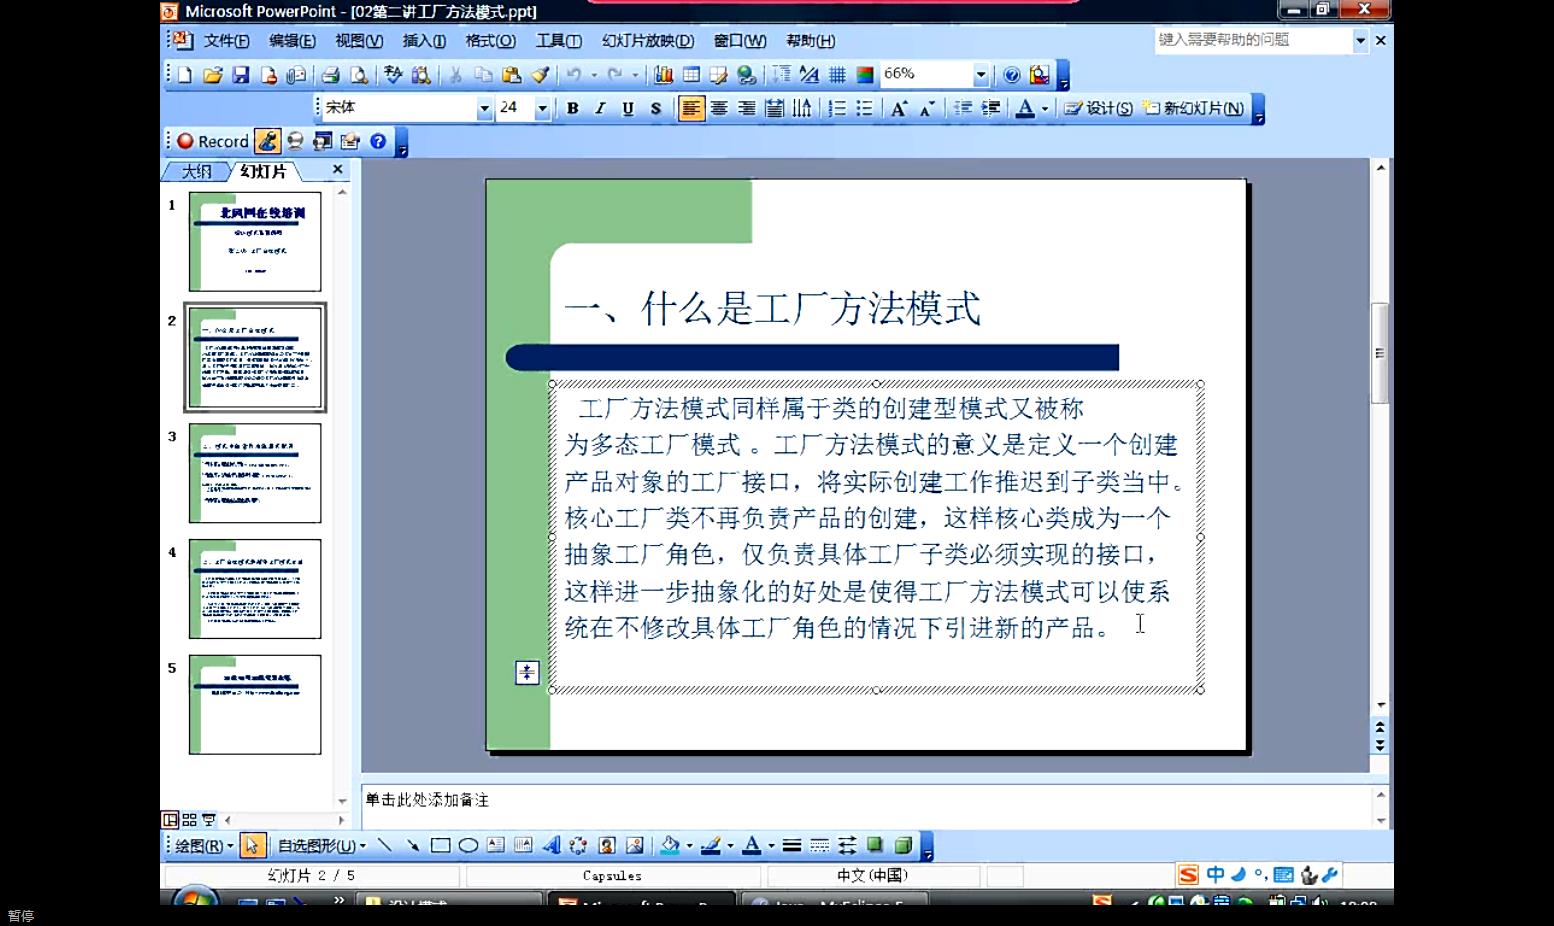 Microsoft PowerPoint - [02第二讲工厂方法模式.ppt]
文件(F) 编辑(E) 视图(V) 插入(I) 格式(O) 工具(T) 幻灯片放映(D) 窗口(W) 帮助(H)
键入需要帮助的问题
66%
宋体 24 B I U S 设计(S) 新幻灯片(N)
Record
大纲 幻灯片
1
北风网在线培训
2
3
4
5
一、什么是工厂方法模式
工厂方法模式同样属于类的创建型模式又被称
为多态工厂模式 。工厂方法模式的意义是定义一个创建
产品对象的工厂接口，将实际创建工作推迟到子类当中。
核心工厂类不再负责产品的创建，这样核心类成为一个
抽象工厂角色，仅负责具体工厂子类必须实现的接口，
这样进一步抽象化的好处是使得工厂方法模式可以使系
统在不修改具体工厂角色的情况下引进新的产品。
单击此处添加备注
绘图(R) 自选图形(U)
幻灯片 2 / 5 Capsules 中文(中国)
中
暂停